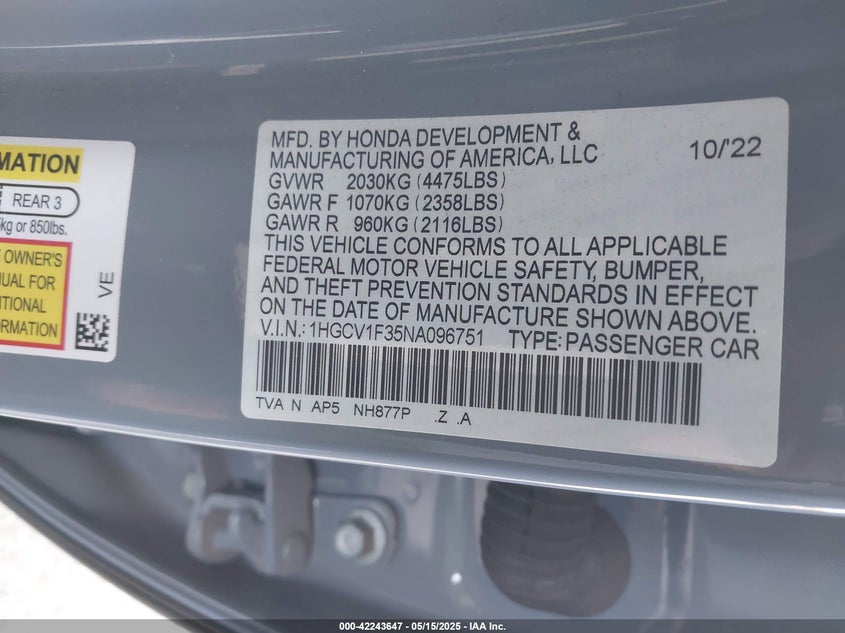 MATION
REAR 3
kg or 850lbs.
OWNER'S
UAL FOR
ORMATION
VE
MFD. BY HONDA DEVELOPMENT &
MANUFACTURING OF AMERICA, LLC 10/'22
GVWR 2030KG (4475LBS)
GAWR F 1070KG (2358LBS)
GAWR R 960KG (2116LBS)
THIS VEHICLE CONFORMS TO ALL APPLICABLE
FEDERAL MOTOR VEHICLE SAFETY, BUMPER,
AND THEFT PREVENTION STANDARDS IN EFFECT
ON THE DATE OF MANUFACTURE SHOWN ABOVE.
V.I.N.: 1HGCV1F35NA096751 TYPE: PASSENGER CAR
TVA N AP5 NH877P .Z .A
000-42243647 - 05/15/2025 - IAA Inc.